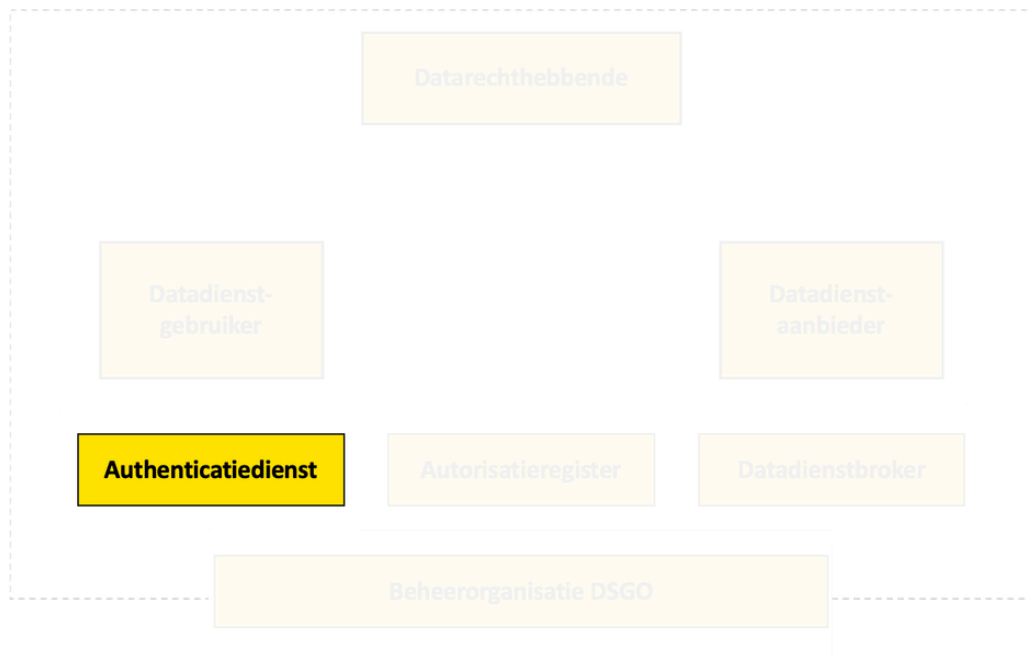 Datarechthebbende
Datadienst-
gebruiker
Datadienst-
aanbieder
Authenticatiedienst
Autorisatieregister
Datadienstbroker
Beheerorganisatie DSGO